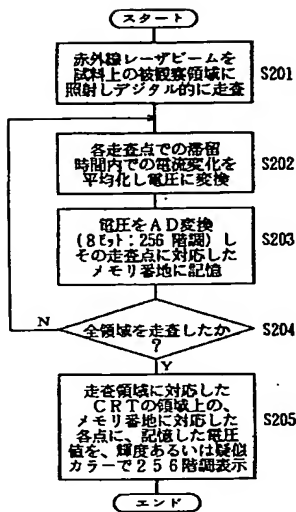 スタート
赤外線レーザビームを
試料上の被観察領域に
照射しデジタル的に走査
S201
各走査点での滞留
時間内での電流変化を
平均化し電圧に変換
S202
電圧をAD変換
(8ビット:256階調)し
その走査点に対応した
メモリ番地に記憶
S203
N
全領域を走査したか
?
S204
Y
走査領域に対応した
CRTの領域上の、
メモリ番地に対応した
各点に、記憶した電圧
値を、輝度あるいは疑似
カラーで256階調表示
S205
エンド